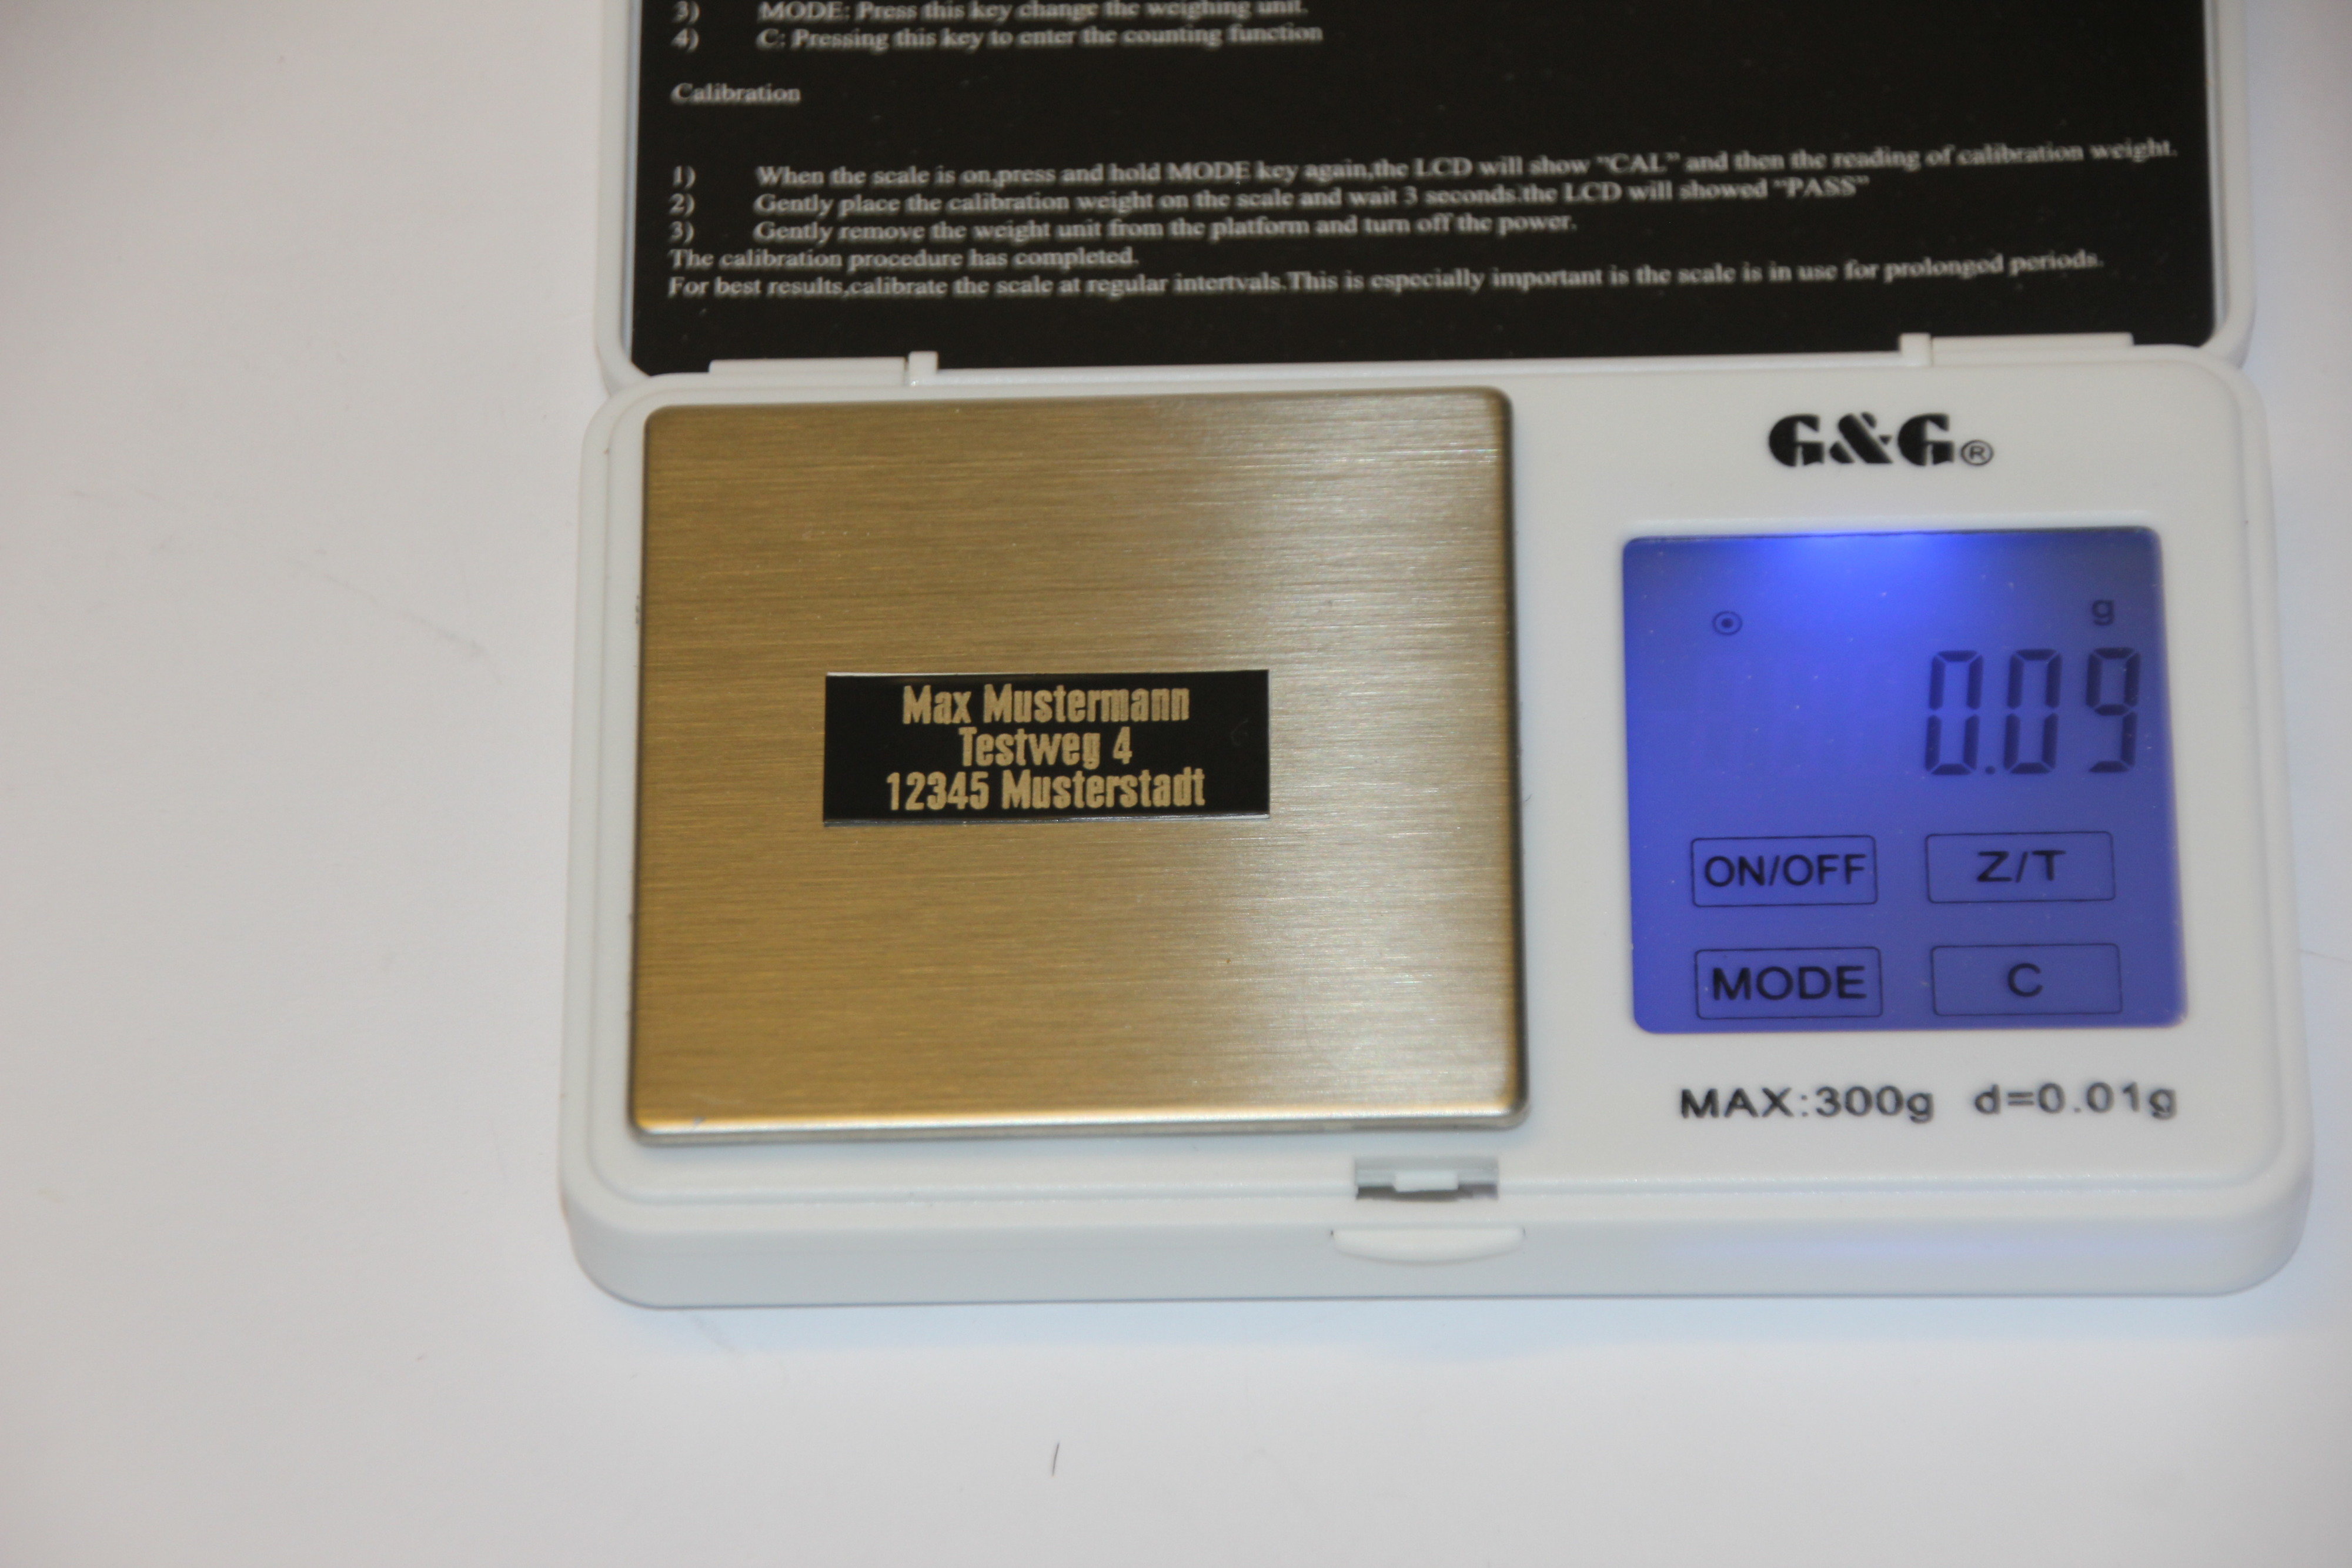 3) MODE: Press this key change the weighing unit.
4) C: Pressing this key to enter the counting function
Calibration
1) When the scale is on,press and hold MODE key again,the LCD will show "CAL" and then the reading of calibration weight.
2) Gently place the calibration weight on the scale and wait 3 seconds.the LCD will showed "PASS"
3) Gently remove the weight unit from the platform and turn off the power.
The calibration procedure has completed.
For best results,calibrate the scale at regular intertvals.This is especially important is the scale is in use for prolonged periods.
G&G®
g
0.09
Max Mustermann
Testweg 4
12345 Musterstadt
ON/OFF Z/T
MODE C
MAX:300g d=0.01g